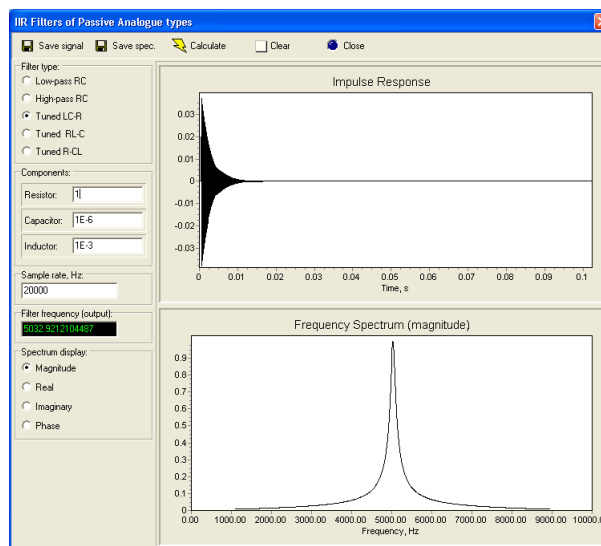 IIR Filters of Passive Analogue types
Save signal Save spec. Calculate Clear Close
Filter type:
Low-pass RC
High-pass RC
Tuned LC-R
Tuned RL-C
Tuned R-CL
Components:
Resistor: 1
Capacitor: 1E-6
Inductor: 1E-3
Sample rate, Hz:
20000
Filter frequency (output):
5032.9212104487
Spectrum display:
Magnitude
Real
Imaginary
Phase
Impulse Response
0.03
0.02
0.01
0
-0.01
-0.02
-0.03
0 0.01 0.02 0.03 0.04 0.05 0.06 0.07 0.08 0.09 0.1
Time, s
Frequency Spectrum (magnitude)
0.9
0.8
0.7
0.6
0.5
0.4
0.3
0.2
0.1
0
0.00 1000.00 2000.00 3000.00 4000.00 5000.00 6000.00 7000.00 8000.00 9000.00 10000.00
Frequency, Hz